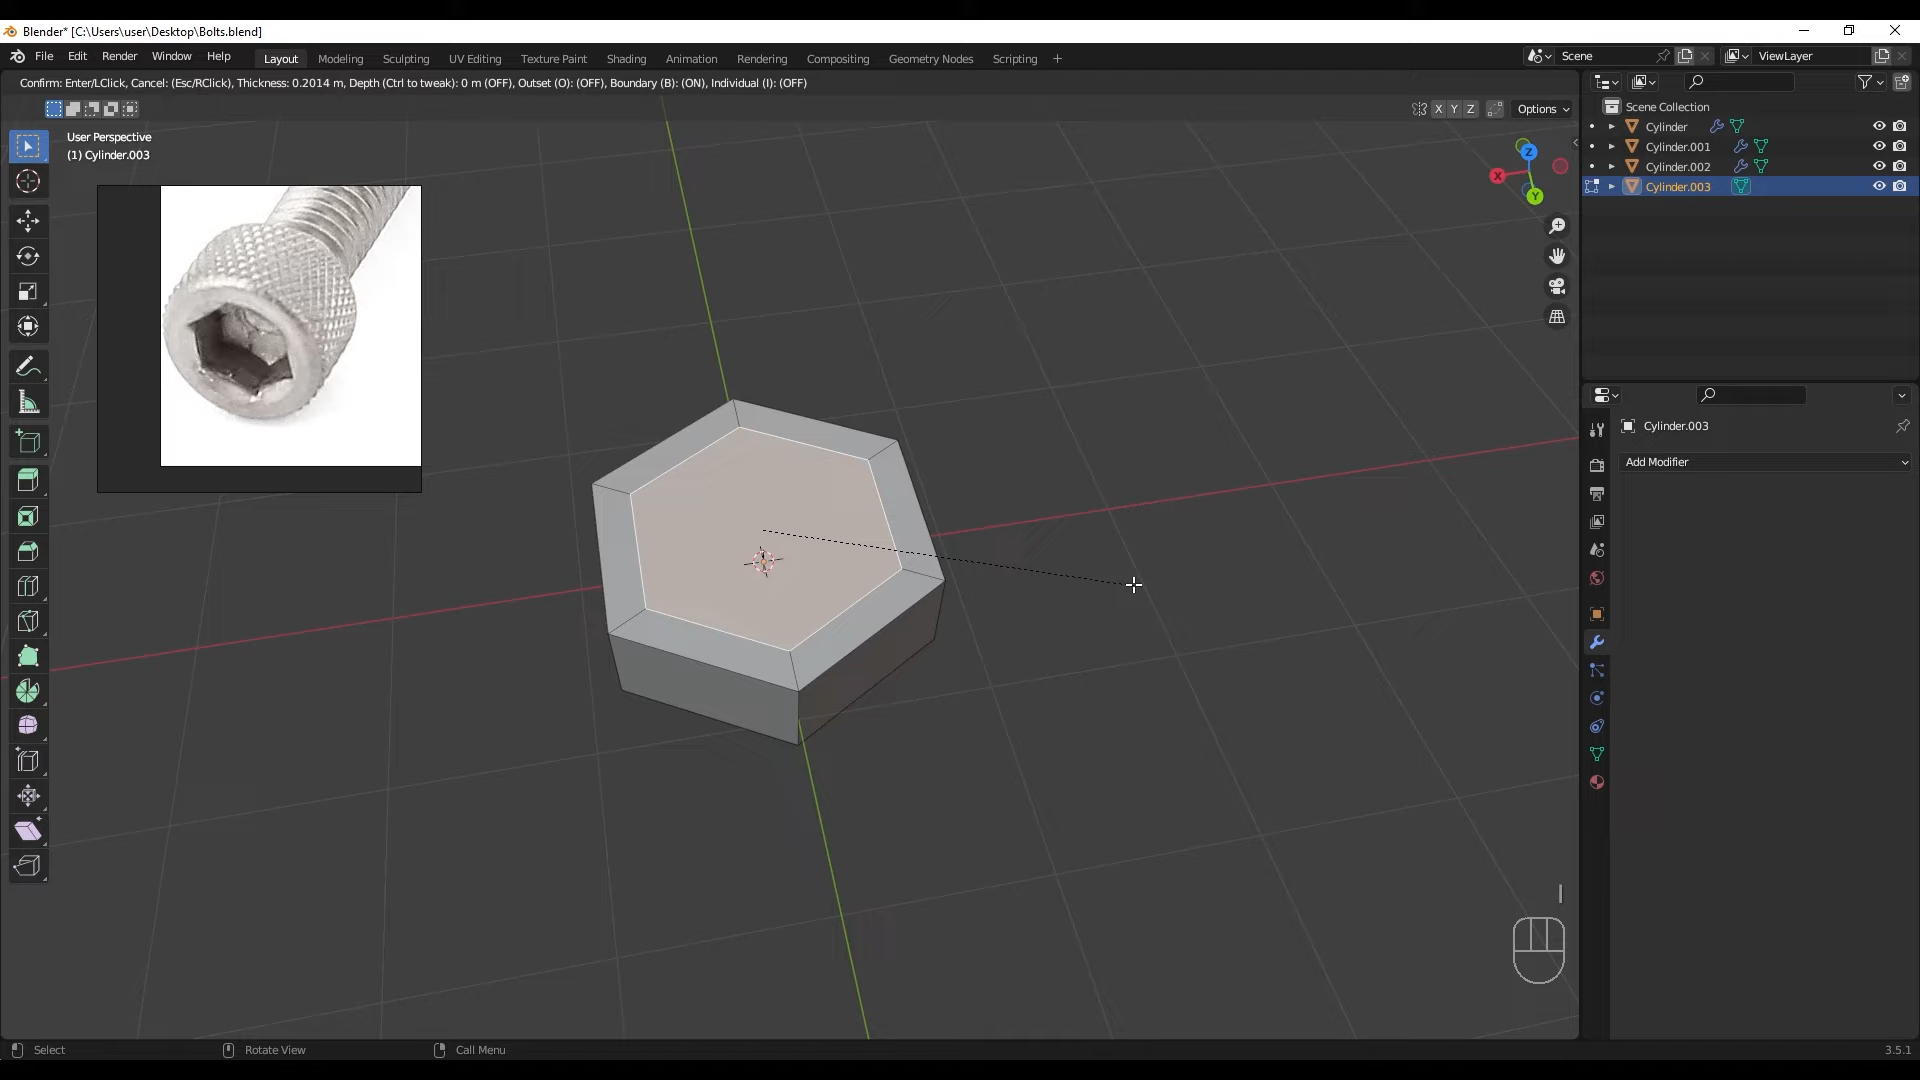 Blender* [C:\Users\user\Desktop\Bolts.blend]
File Edit Render Window Help Layout Modeling Sculpting UV Editing Texture Paint Shading Animation Rendering Compositing Geometry Nodes Scripting + Scene ViewLayer
Confirm: Enter/LClick, Cancel: (Esc/RClick), Thickness: 0.2014 m, Depth (Ctrl to tweak): 0 m (OFF), Outset (O): (OFF), Boundary (B): (ON), Individual (I): (OFF)
X Y Z Options
User Perspective
(1) Cylinder.003
Scene Collection
Cylinder
Cylinder.001
Cylinder.002
Cylinder.003
Z
X
Y
Cylinder.003
Add Modifier
I
Select Rotate View Call Menu 3.5.1